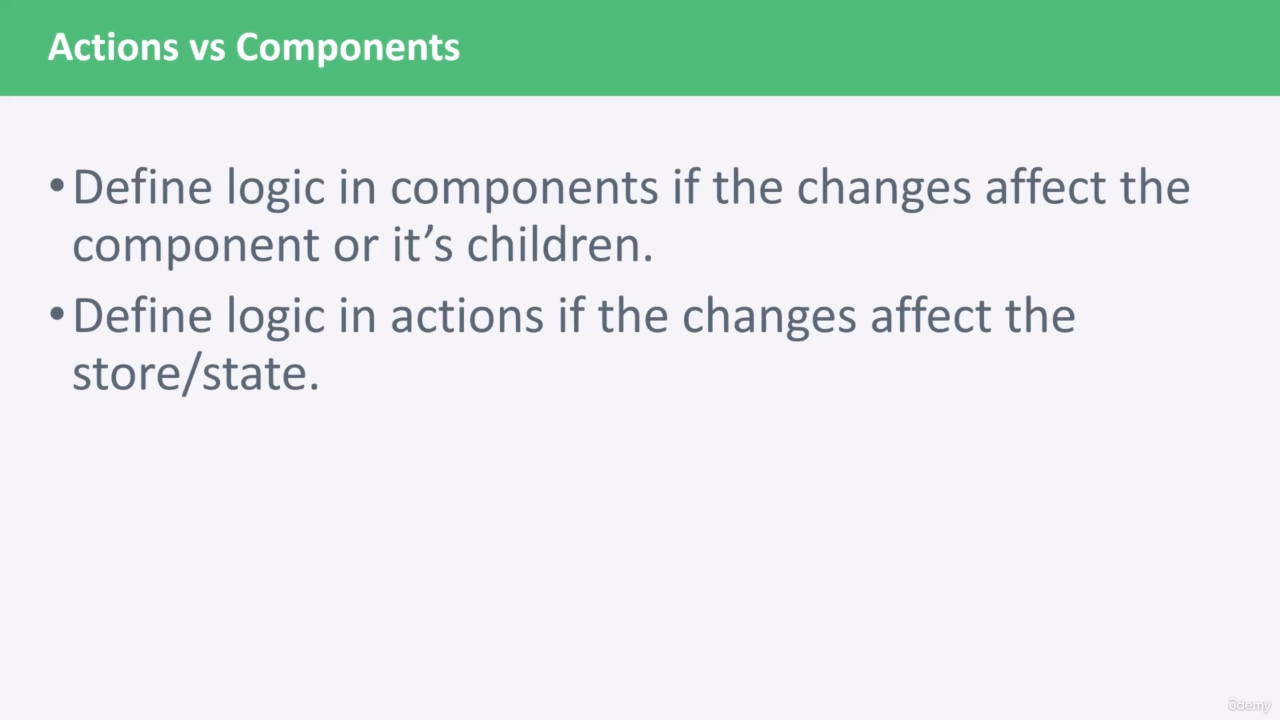 Actions vs Components
•Define logic in components if the changes affect the
component or it’s children.
•Define logic in actions if the changes affect the
store/state.
ûdemy